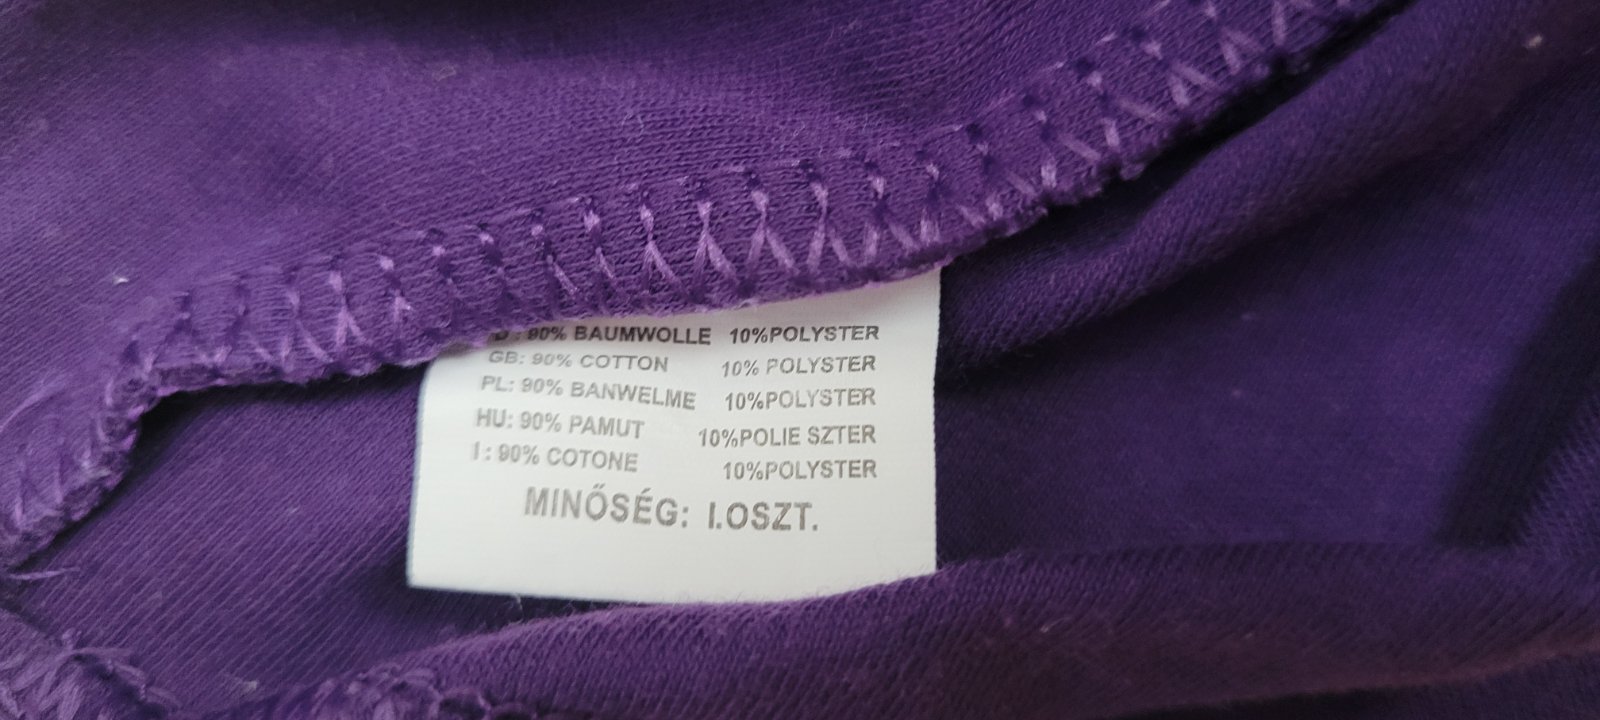 D : 90% BAUMWOLLE 10%POLYSTER
GB: 90% COTTON 10% POLYSTER
PL: 90% BANWELME 10%POLYSTER
HU: 90% PAMUT 10%POLIE SZTER
I : 90% COTONE 10%POLYSTER
MINŐSÉG: I.OSZT.